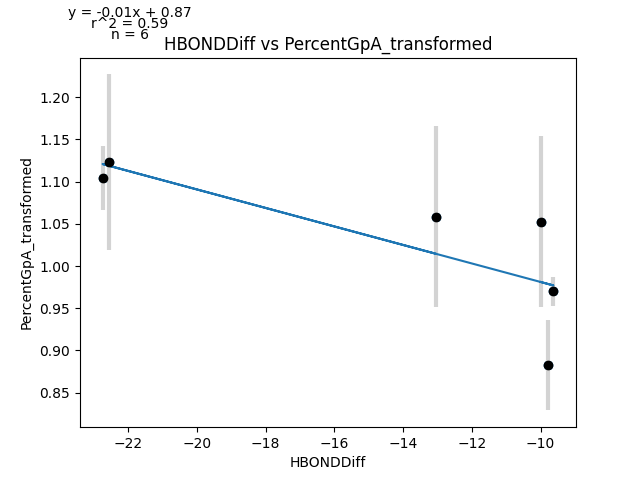 y = -0.01x + 0.87
r^2 = 0.59
n = 6
HBONDDiff vs PercentGpA_transformed
PercentGpA_transformed
1.20
1.15
1.10
1.05
1.00
0.95
0.90
0.85
−22 −20 −18 −16 −14 −12 −10
HBONDDiff